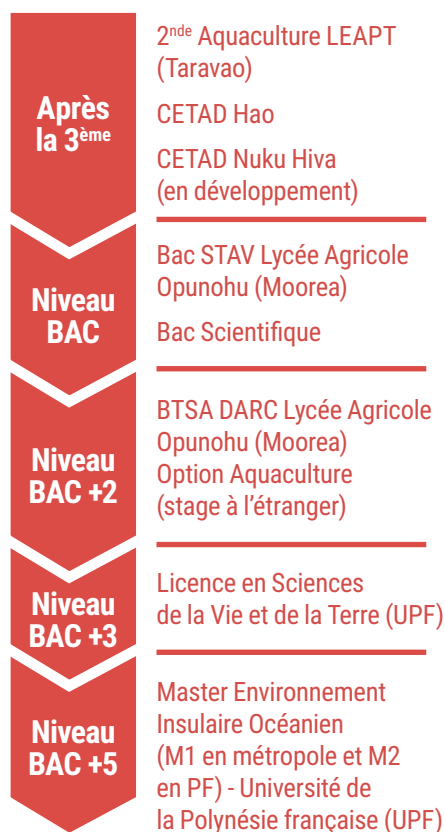 Après
la 3ème
2nde Aquaculture LEAPT
(Taravao)
CETAD Hao
CETAD Nuku Hiva
(en développement)
Niveau
BAC
Bac STAV Lycée Agricole
Opunohu (Moorea)
Bac Scientifique
Niveau
BAC +2
BTSA DARC Lycée Agricole
Opunohu (Moorea)
Option Aquaculture
(stage à l'étranger)
Niveau
BAC +3
Licence en Sciences
de la Vie et de la Terre (UPF)
Niveau
BAC +5
Master Environnement
Insulaire Océanien
(M1 en métropole et M2
en PF) - Université de
la Polynésie française (UPF)